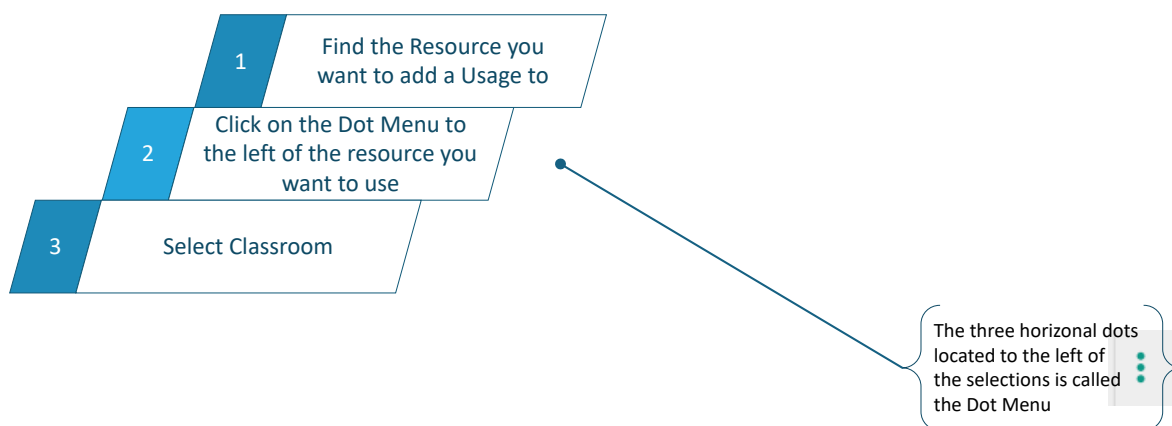 1
Find the Resource you
want to add a Usage to
2
Click on the Dot Menu to
the left of the resource you
want to use
3
Select Classroom
The three horizonal dots
located to the left of
the selections is called
the Dot Menu